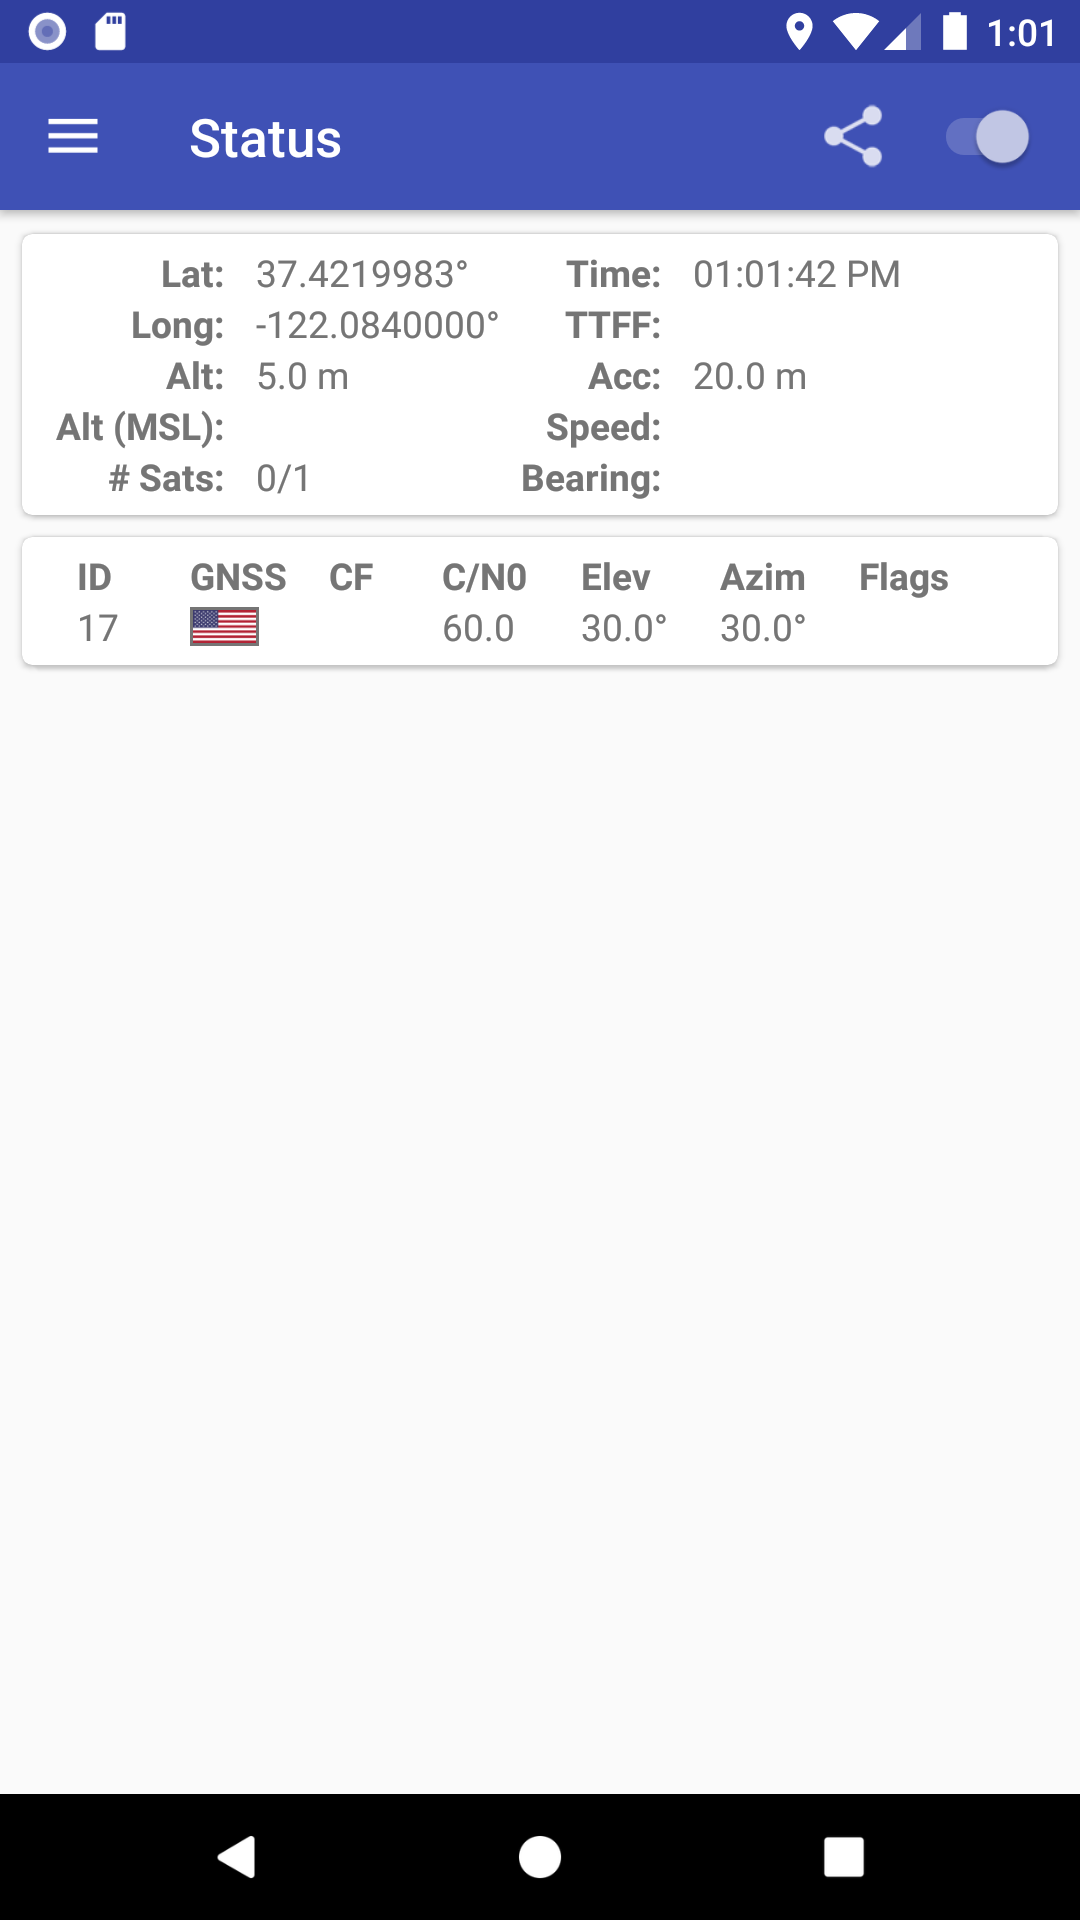 1:01
Status
Lat: 37.4219983° Time: 01:01:42 PM
Long: -122.0840000° TTFF:
Alt: 5.0 m Acc: 20.0 m
Alt (MSL): Speed:
# Sats: 0/1 Bearing:
ID GNSS CF C/N0 Elev Azim Flags
17 60.0 30.0° 30.0°